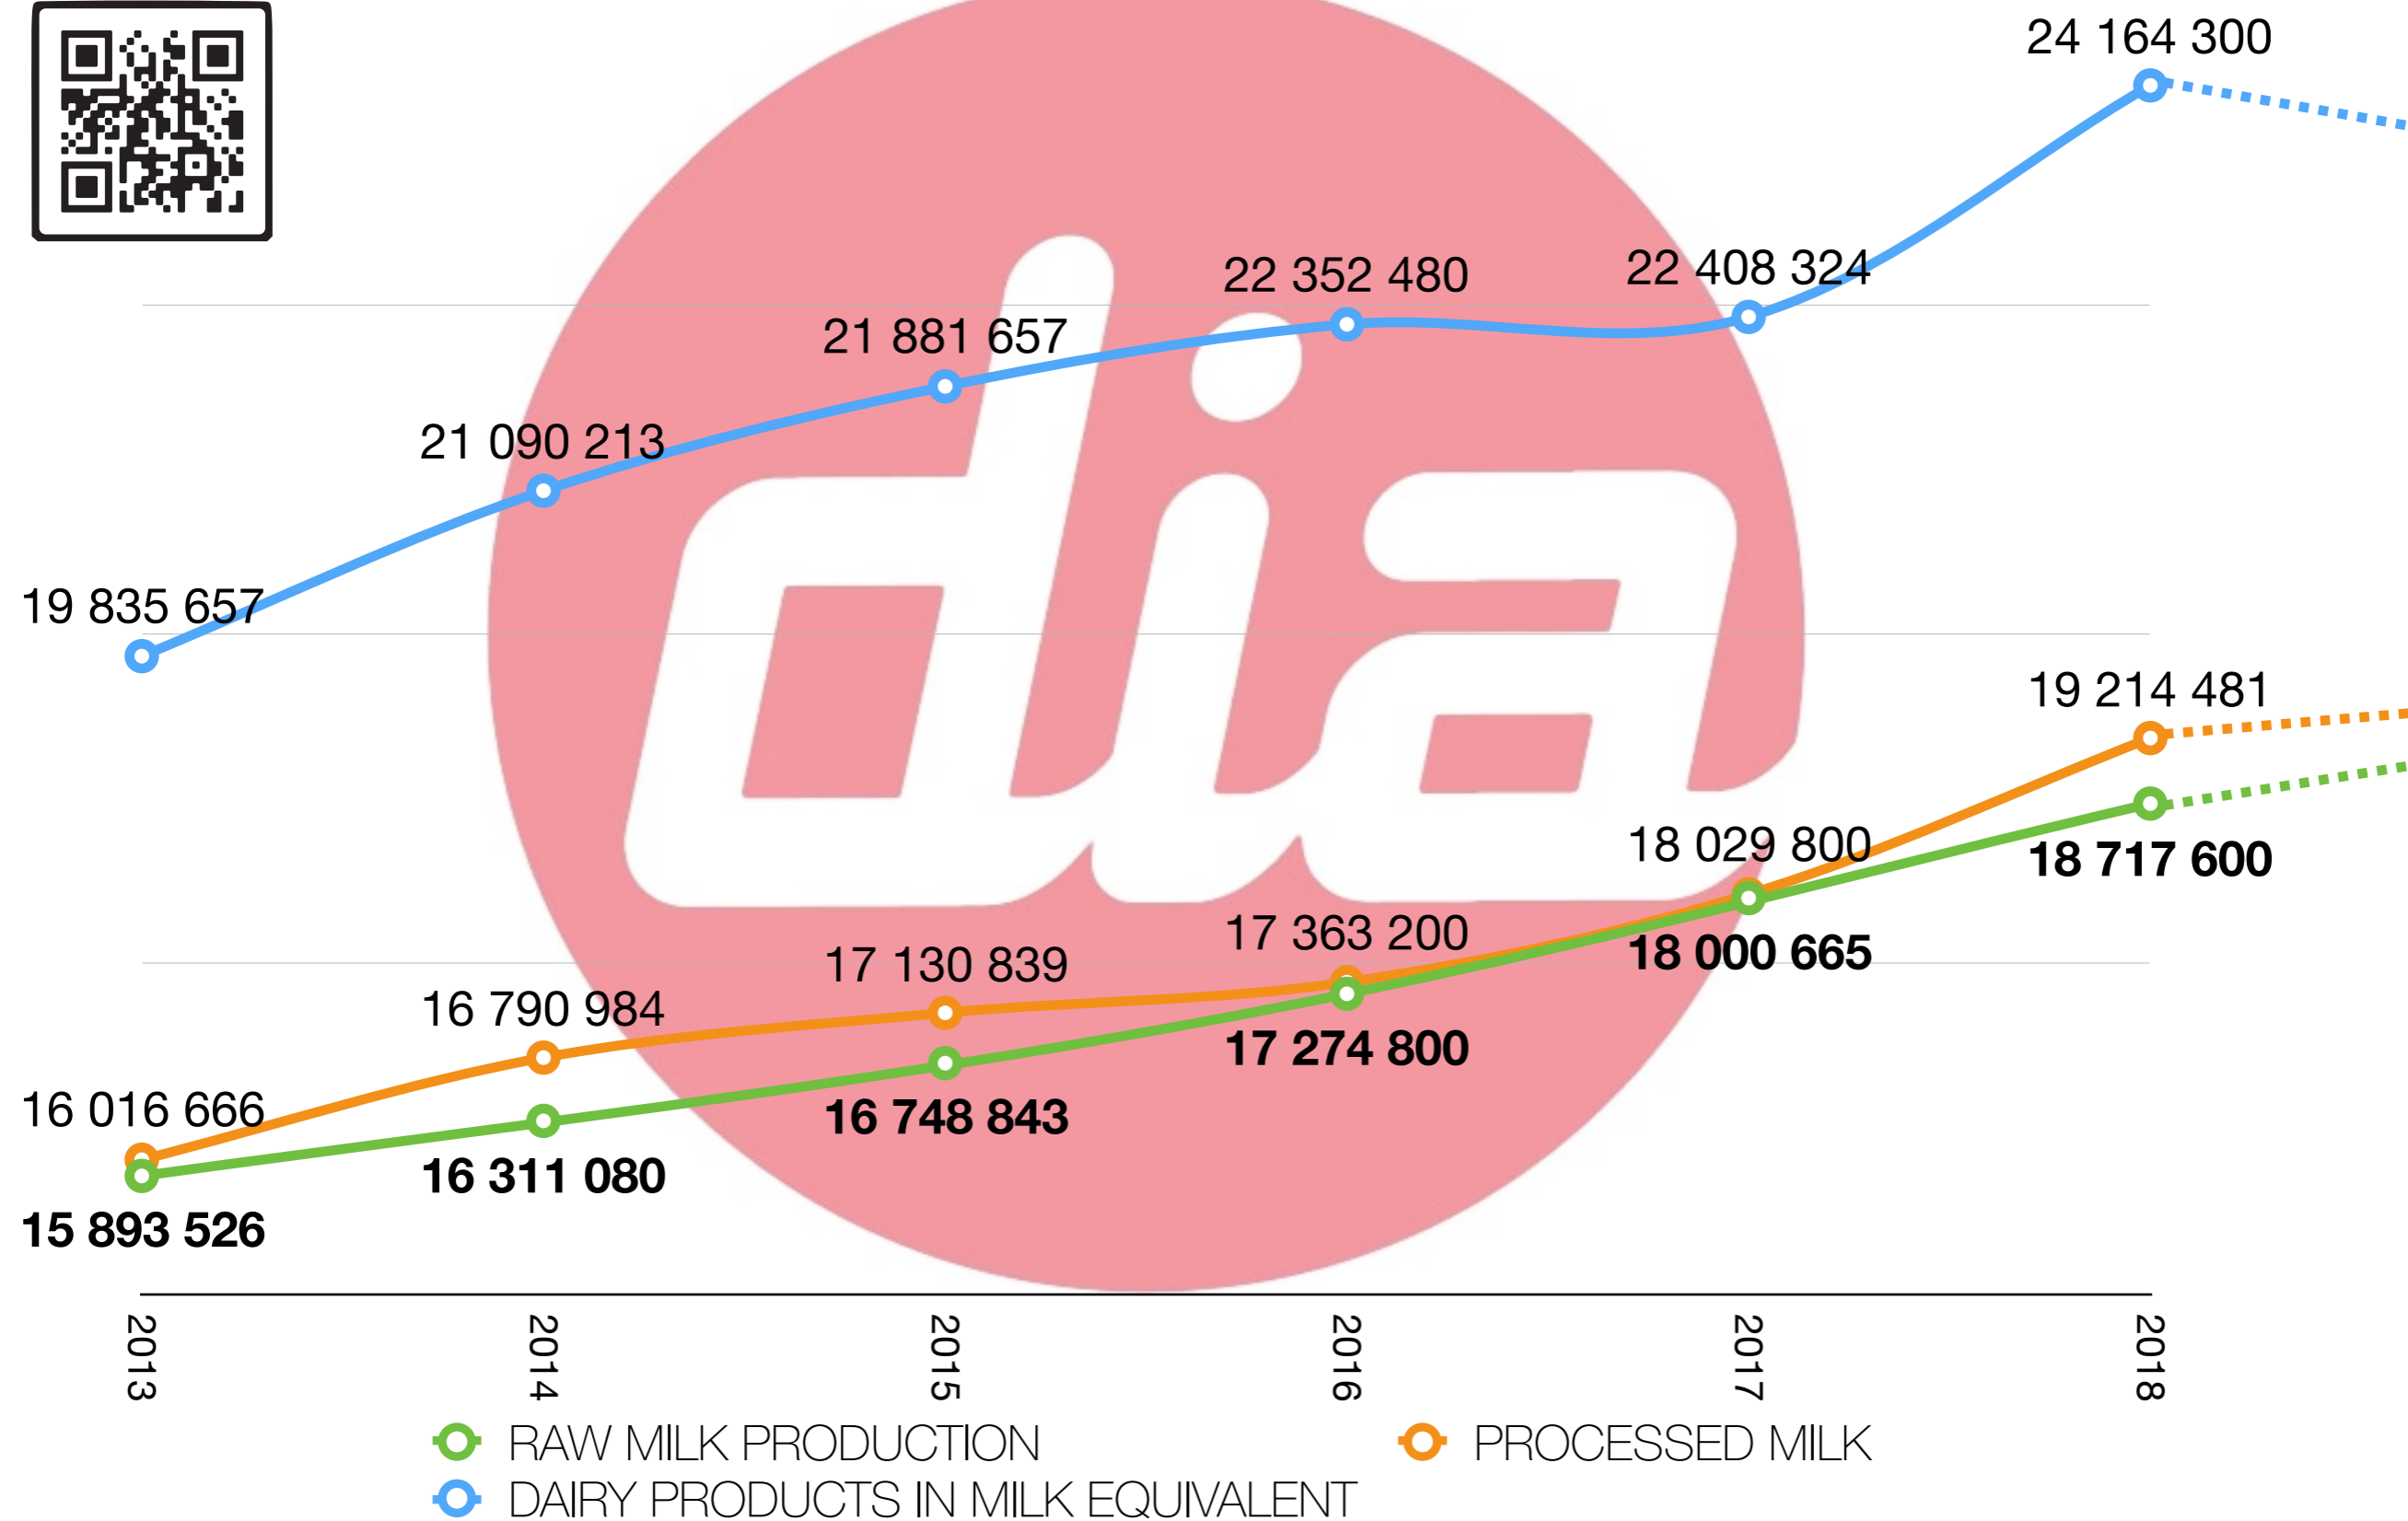 24 164 300
22 352 480
22 408 324
21 881 657
21 090 213
19 835 657
19 214 481
18 029 800
18 717 600
17 363 200
18 000 665
17 130 839
16 790 984
17 274 800
16 016 666
16 748 843
16 311 080
15 893 526
dia
2013
2014
2015
2016
2017
2018
RAW MILK PRODUCTION
PROCESSED MILK
DAIRY PRODUCTS IN MILK EQUIVALENT